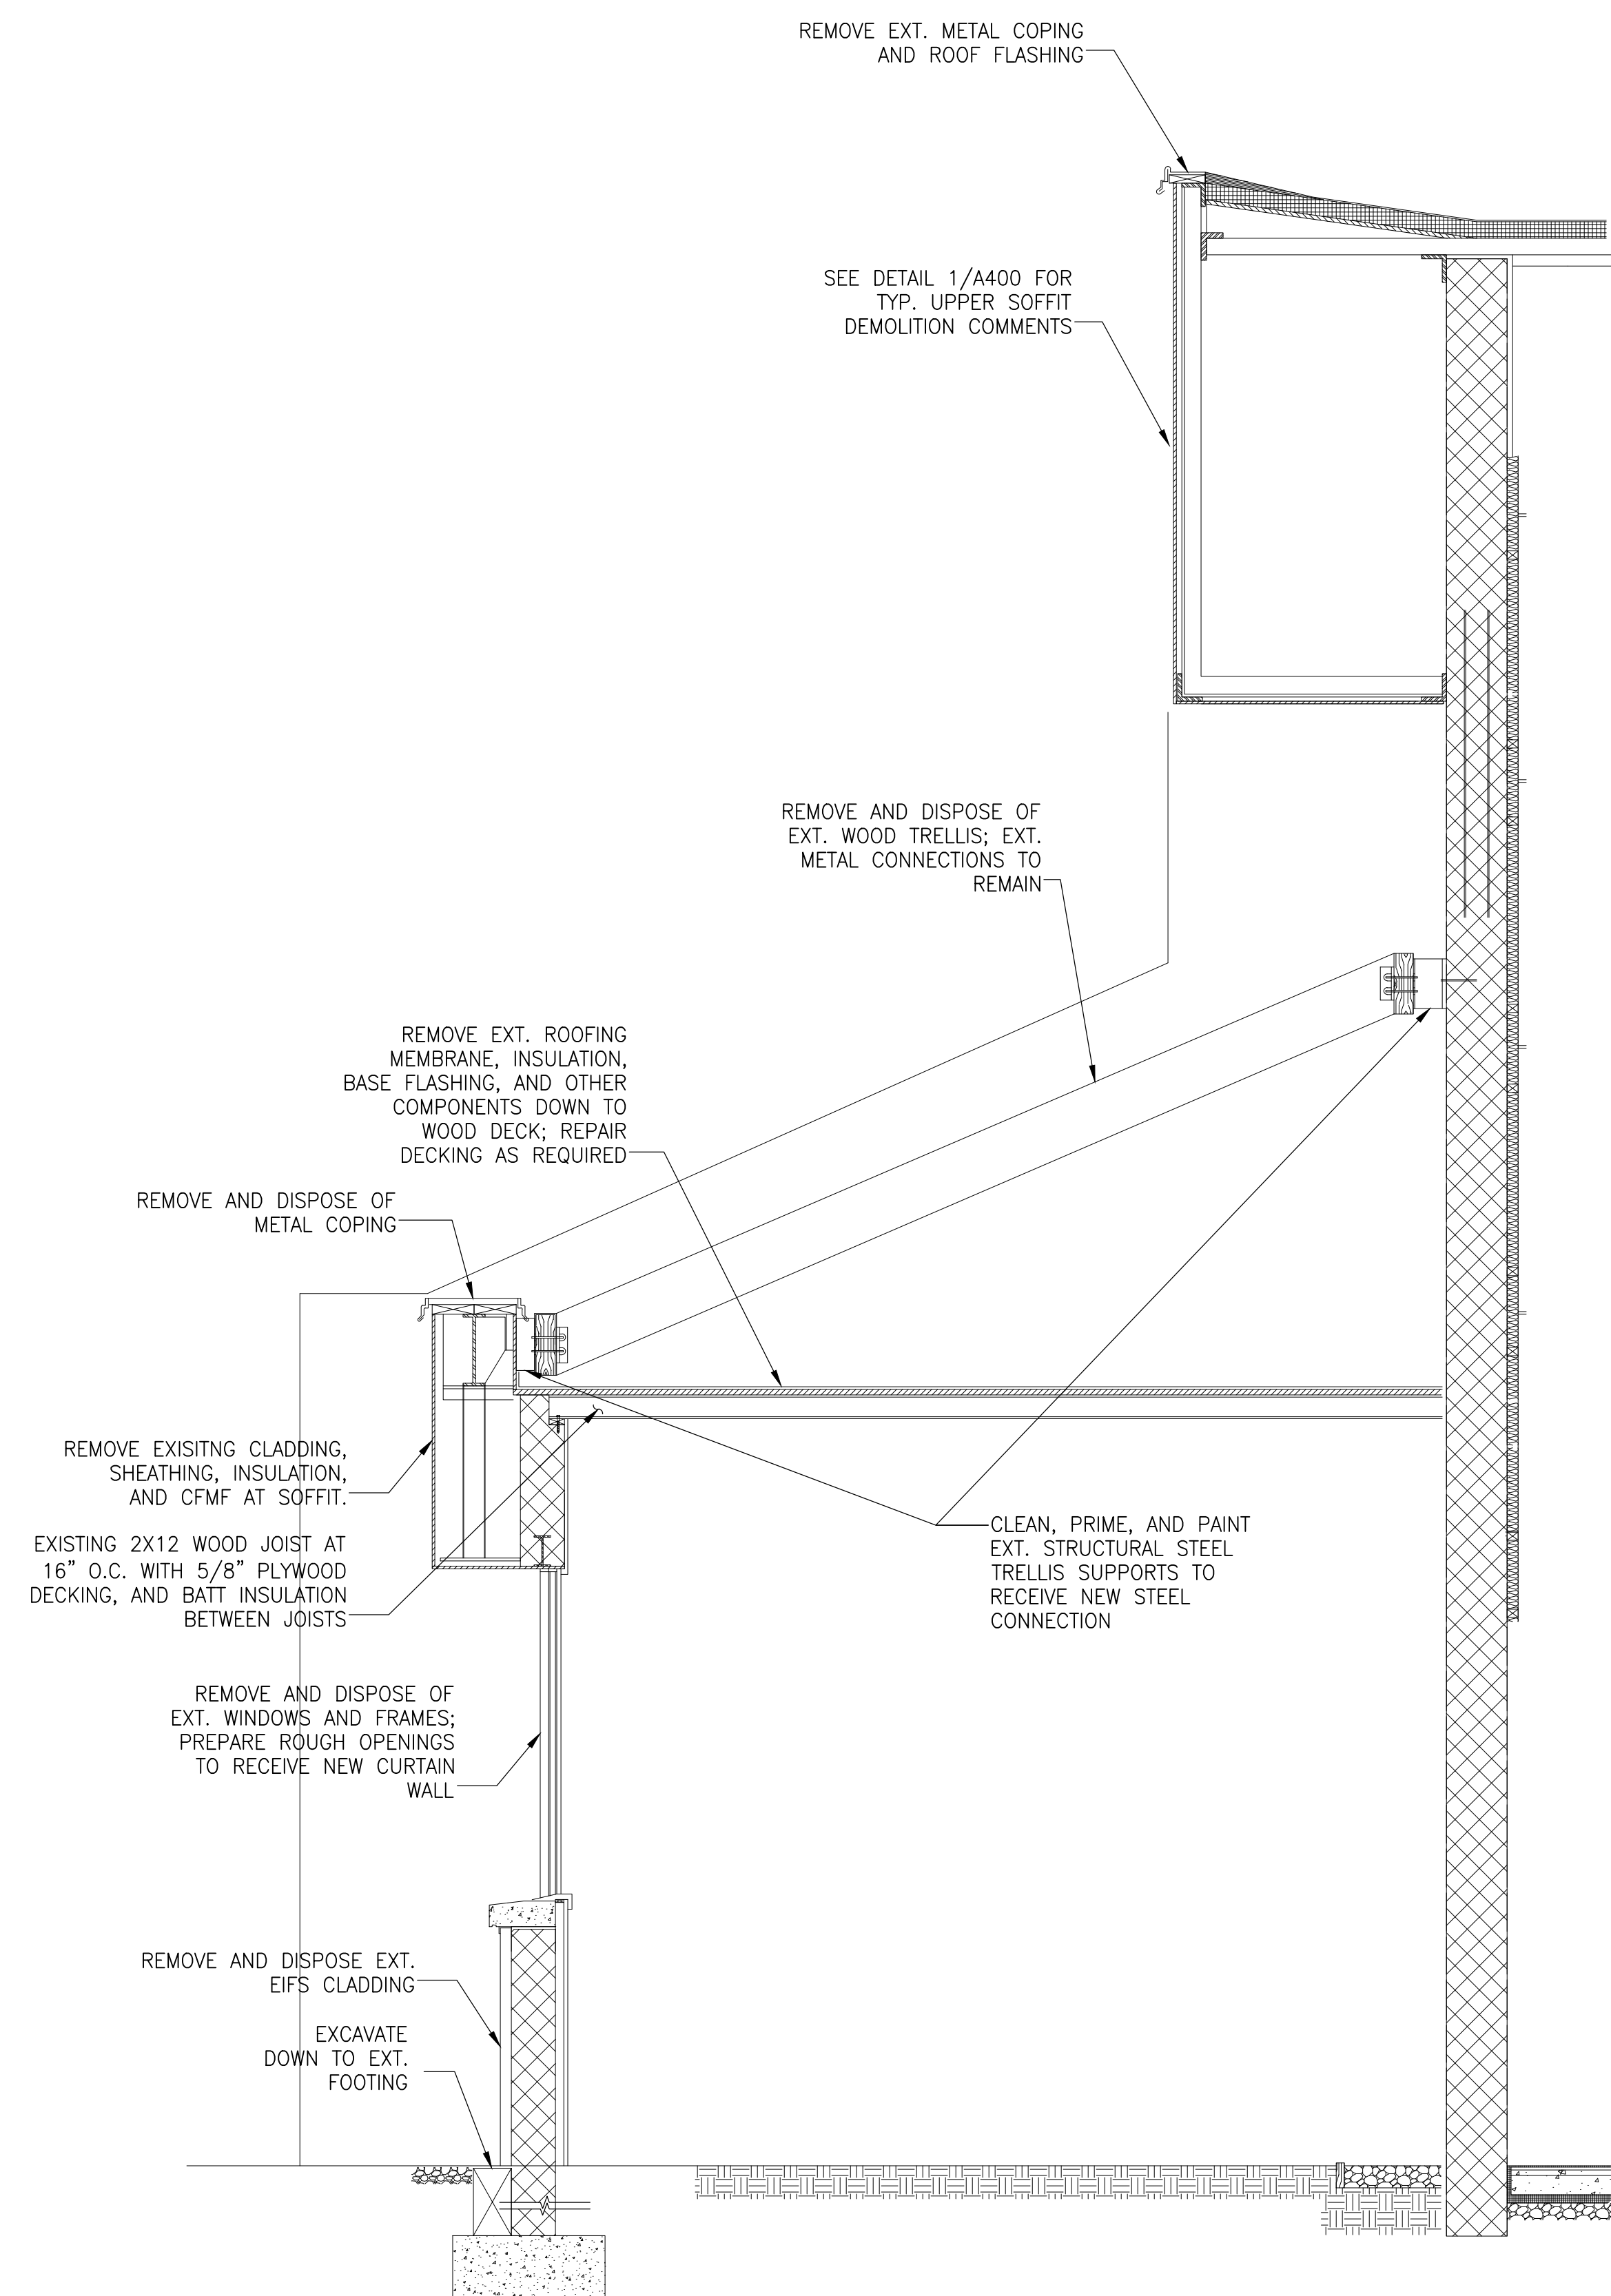 REMOVE EXT. METAL COPING
AND ROOF FLASHING
SEE DETAIL 1/A400 FOR
TYP. UPPER SOFFIT
DEMOLITION COMMENTS
REMOVE AND DISPOSE OF
EXT. WOOD TRELLIS; EXT.
METAL CONNECTIONS TO
REMAIN
REMOVE EXT. ROOFING
MEMBRANE, INSULATION,
BASE FLASHING, AND OTHER
COMPONENTS DOWN TO
WOOD DECK; REPAIR
DECKING AS REQUIRED
REMOVE AND DISPOSE OF
METAL COPING
REMOVE EXISITNG CLADDING,
SHEATHING, INSULATION,
AND CFMF AT SOFFIT.
EXISTING 2X12 WOOD JOIST AT
16" O.C. WITH 5/8" PLYWOOD
DECKING, AND BATT INSULATION
BETWEEN JOISTS
CLEAN, PRIME, AND PAINT
EXT. STRUCTURAL STEEL
TRELLIS SUPPORTS TO
RECEIVE NEW STEEL
CONNECTION
REMOVE AND DISPOSE OF
EXT. WINDOWS AND FRAMES;
PREPARE ROUGH OPENINGS
TO RECEIVE NEW CURTAIN
WALL
REMOVE AND DISPOSE EXT.
EIFS CLADDING
EXCAVATE
DOWN TO EXT.
FOOTING